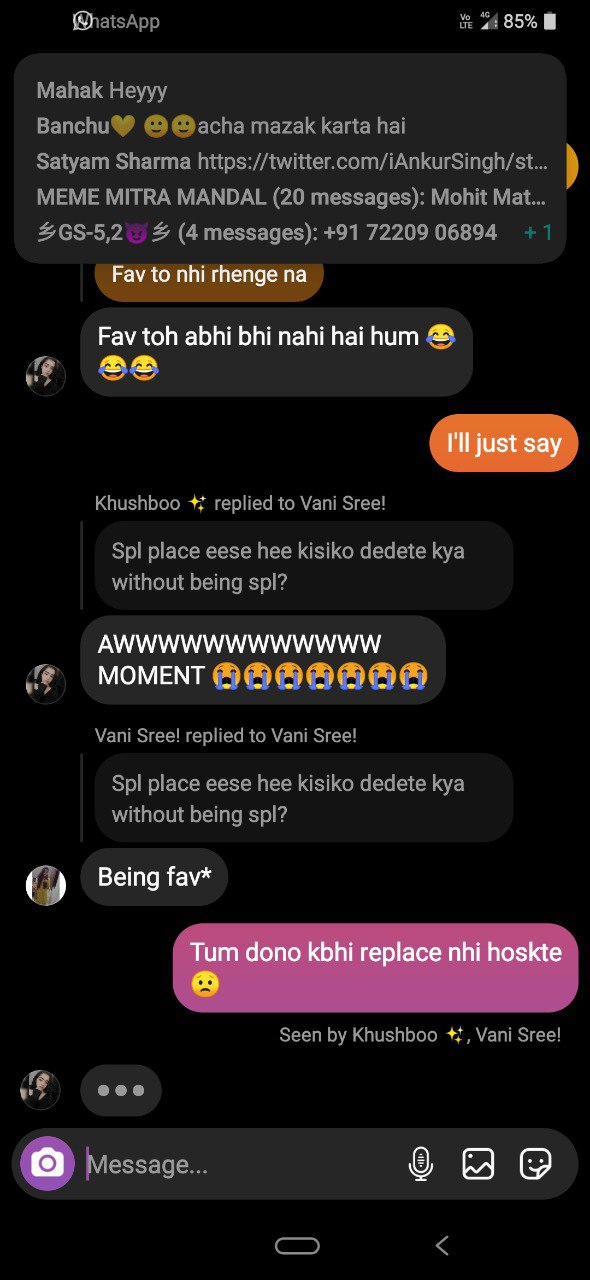 WhatsApp
Vo LTE 4G 85%
Mahak Heyyy
Banchu💛 🙂🙂acha mazak karta hai
Satyam Sharma https://twitter.com/iAnkurSingh/st...
MEME MITRA MANDAL (20 messages): Mohit Mat...
乡GS-5,2😈乡 (4 messages): +91 72209 06894 + 1
Fav to nhi rhenge na
Fav toh abhi bhi nahi hai hum 😂
😂😂
I'll just say
Khushboo ✨ replied to Vani Sree!
Spl place eese hee kisiko dedete kya
without being spl?
AWWWWWWWWWWWW
MOMENT 😭😭😭😭😭😭😭
Vani Sree! replied to Vani Sree!
Spl place eese hee kisiko dedete kya
without being spl?
Being fav*
Tum dono kbhi replace nhi hoskte
😟
Seen by Khushboo ✨, Vani Sree!
Message...